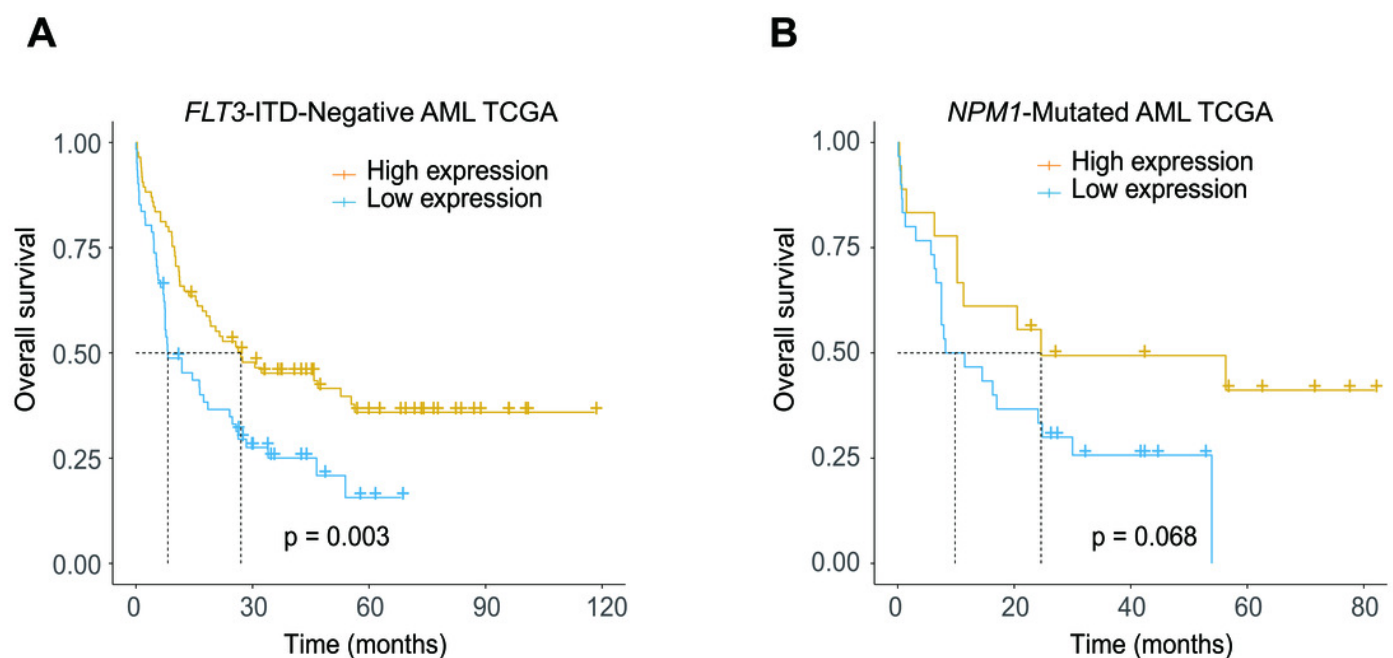 A
FLT3-ITD-Negative AML TCGA
High expression
Low expression
Overall survival
1.00
0.75
0.50
0.25
0.00
p = 0.003
0 30 60 90 120
Time (months)
B
NPM1-Mutated AML TCGA
High expression
Low expression
Overall survival
1.00
0.75
0.50
0.25
0.00
p = 0.068
0 20 40 60 80
Time (months)